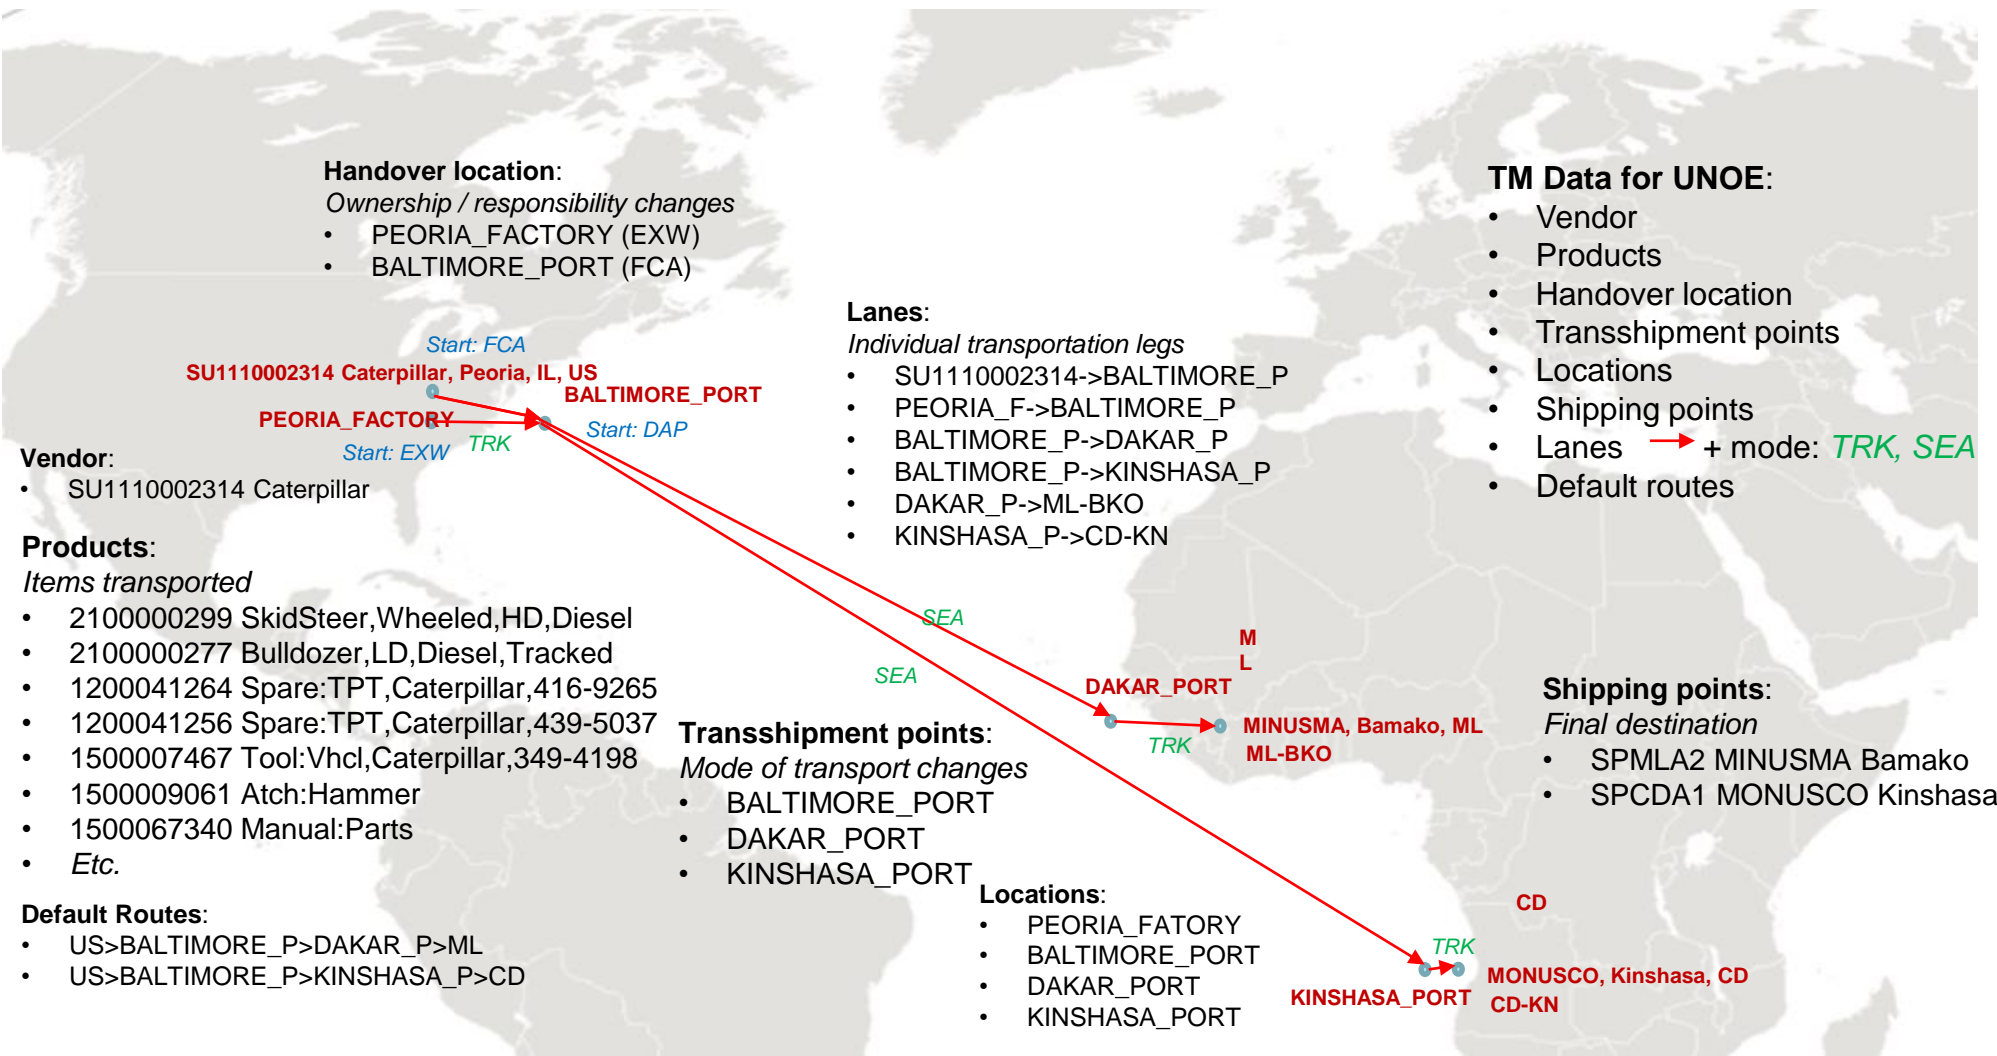 Handover location:
Ownership / responsibility changes
• PEORIA_FACTORY (EXW)
• BALTIMORE_PORT (FCA)
TM Data for UNOE:
• Vendor
• Products
• Handover location
• Transshipment points
• Locations
• Shipping points
• Lanes + mode: TRK, SEA
• Default routes
Lanes:
Individual transportation legs
• SU1110002314->BALTIMORE_P
• PEORIA_F->BALTIMORE_P
• BALTIMORE_P->DAKAR_P
• BALTIMORE_P->KINSHASA_P
• DAKAR_P->ML-BKO
• KINSHASA_P->CD-KN
Start: FCA
SU1110002314 Caterpillar, Peoria, IL, US
BALTIMORE_PORT
PEORIA_FACTORY
Start: DAP
Start: EXW
TRK
Vendor:
• SU1110002314 Caterpillar
Products:
Items transported
• 2100000299 SkidSteer,Wheeled,HD,Diesel
• 2100000277 Bulldozer,LD,Diesel,Tracked
• 1200041264 Spare:TPT,Caterpillar,416-9265
• 1200041256 Spare:TPT,Caterpillar,439-5037
• 1500007467 Tool:Vhcl,Caterpillar,349-4198
• 1500009061 Atch:Hammer
• 1500067340 Manual:Parts
• Etc.
Default Routes:
• US>BALTIMORE_P>DAKAR_P>ML
• US>BALTIMORE_P>KINSHASA_P>CD
SEA
SEA
M
L
DAKAR_PORT
MINUSMA, Bamako, ML
ML-BKO
TRK
Transshipment points:
Mode of transport changes
• BALTIMORE_PORT
• DAKAR_PORT
• KINSHASA_PORT
Shipping points:
Final destination
• SPMLA2 MINUSMA Bamako
• SPCDA1 MONUSCO Kinshasa
Locations:
• PEORIA_FATORY
• BALTIMORE_PORT
• DAKAR_PORT
• KINSHASA_PORT
CD
TRK
MONUSCO, Kinshasa, CD
KINSHASA_PORT
CD-KN